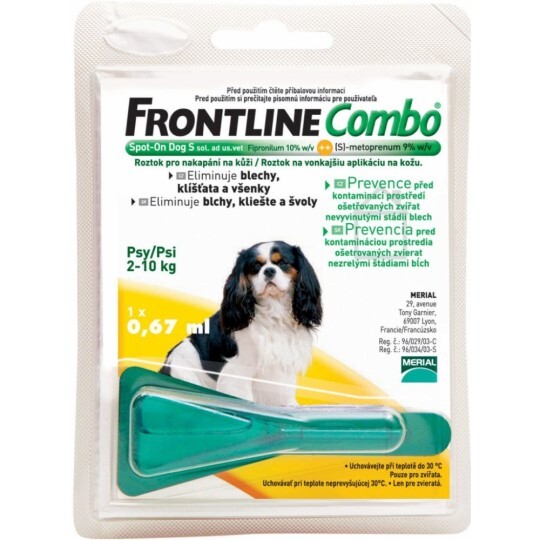 Před použitím čtěte příbalovou informaci
Pred použitím si prečítajte písomnú informáciu pre používateľa
FRONTLINE Combo®
Spot-On Dog S sol. ad us.vet Fipronilum 10% w/v ++ (S)-metoprenum 9% w/v
Roztok pro nakapání na kůži / Roztok na vonkajšiu aplikáciu na kožu.
CZ Eliminuje blechy,
klíšťata a všenky
SK Eliminuje blchy, kliešte a švoly
CZ Prevence před
kontaminací prostředí
ošetřovaných zvířat
nevyvinutými stádii blech
SK Prevencia pred
kontamináciou prostredia
ošetrovaných zvierat
nezrelými štádiami bĺch
Psy/Psi
2-10 kg
1 x
0,67 ml
MERIAL
29, avenue
Tony Garnier,
69007 Lyon,
Francie/Francúzsko
Reg. č.: 96/029/03-C
Reg. č.: 96/034/03-S
MERIAL
• Uchovávejte při teplotě do 30 °C
Pouze pro zvířata.
Uchovávať pri teplote neprevyšujúcej 30°C. • Len pre zvieratá.